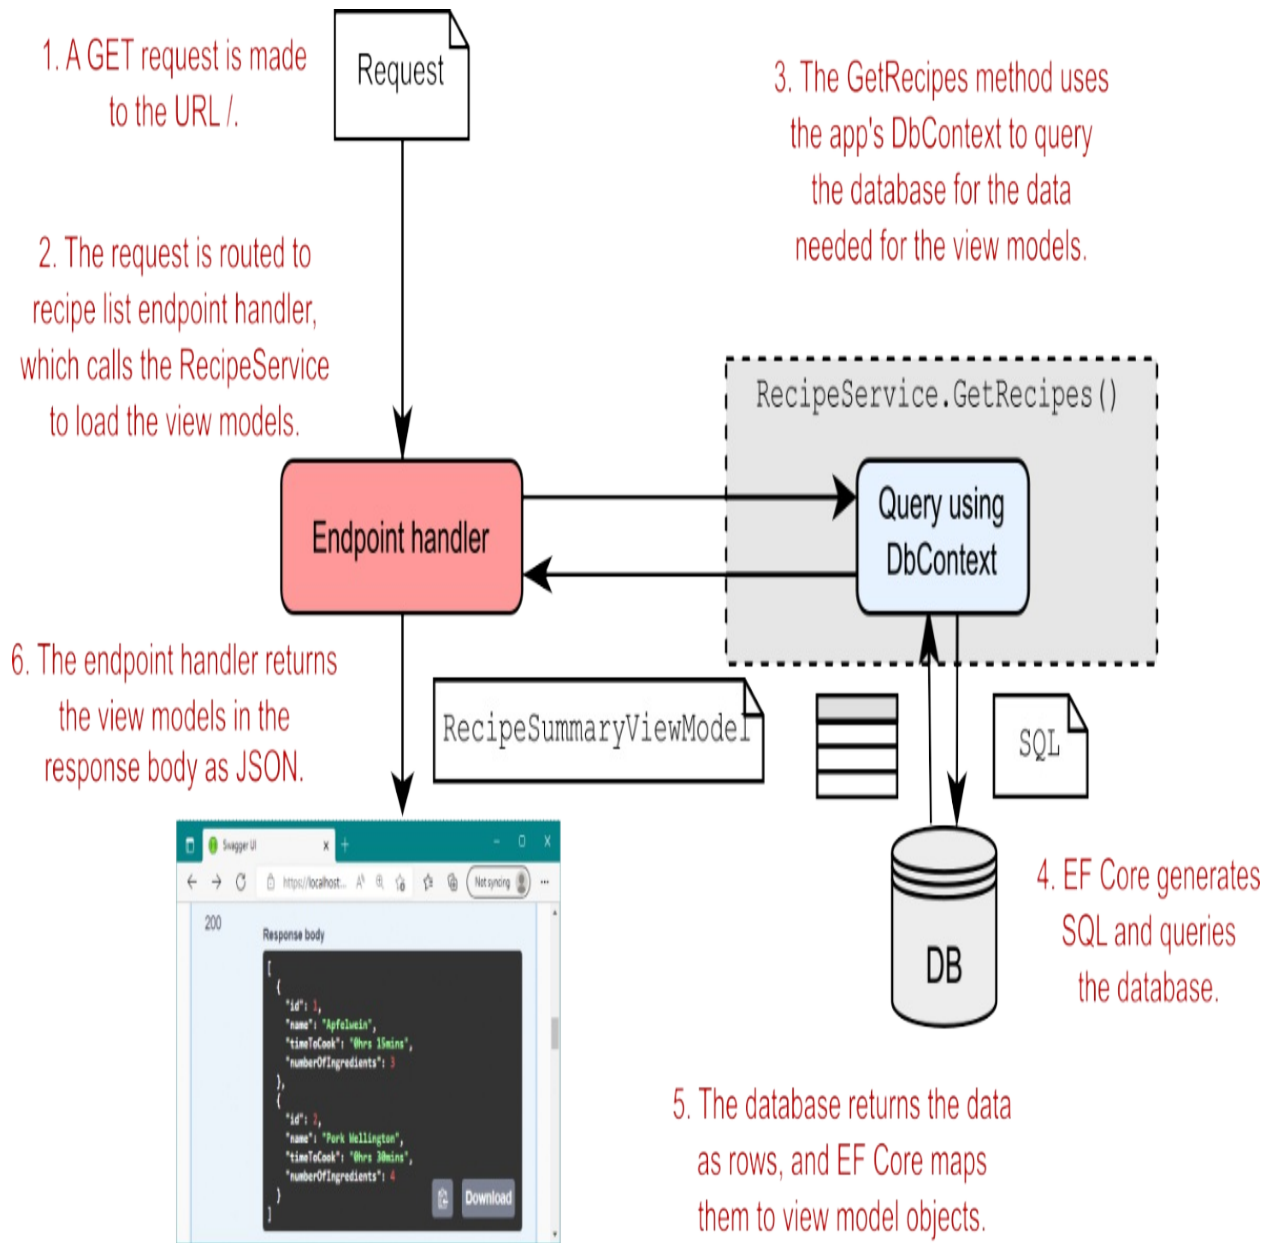 1. A GET request is made
to the URL /.
Request
3. The GetRecipes method uses
the app's DbContext to query
the database for the data
needed for the view models.
2. The request is routed to
recipe list endpoint handler,
which calls the RecipeService
to load the view models.
RecipeService.GetRecipes()
Endpoint handler
Query using
DbContext
6. The endpoint handler returns
the view models in the
response body as JSON.
RecipeSummaryViewModel
SQL
DB
4. EF Core generates
SQL and queries
the database.
Swagger UI
https://localhost...
Not syncing
200
Response body
[
{
"id": 1,
"name": "Apfelwein",
"timeToCook": "0hrs 15mins",
"numberOfIngredients": 3
},
{
"id": 2,
"name": "Pork Wellington",
"timeToCook": "0hrs 30mins",
"numberOfIngredients": 4
}
]
Download
5. The database returns the data
as rows, and EF Core maps
them to view model objects.